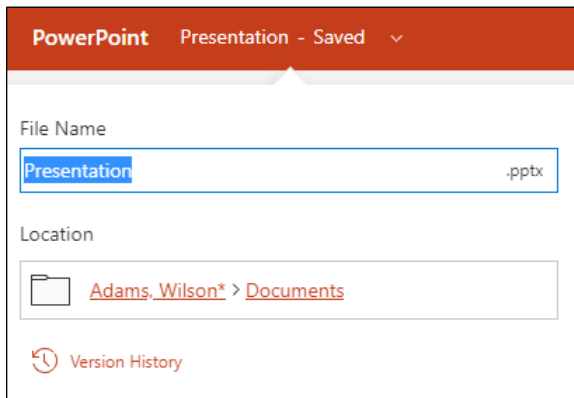 PowerPoint Presentation - Saved
File Name
Presentation .pptx
Location
Adams, Wilson* > Documents
Version History